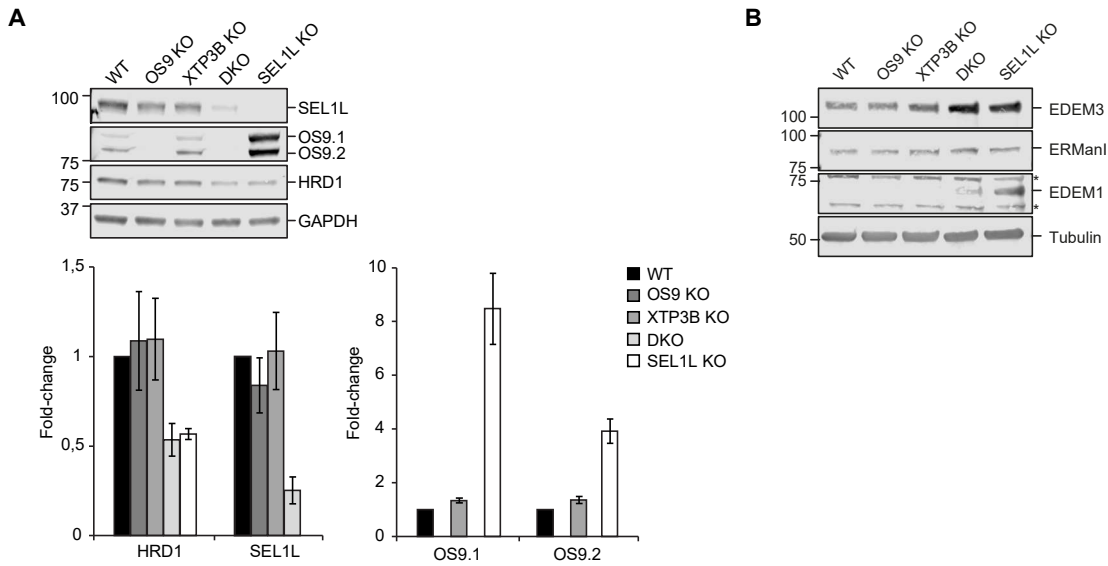 A
WT
OS9 KO
XTP3B KO
DKO
SEL1L KO
100
SEL1L
OS9.1
OS9.2
75
75
HRD1
37
GAPDH
1,5
1
0,5
0
Fold-change
HRD1
SEL1L
10
8
6
4
2
0
Fold-change
OS9.1
OS9.2
WT
OS9 KO
XTP3B KO
DKO
SEL1L KO
B
WT
OS9 KO
XTP3B KO
DKO
SEL1L KO
EDEM3
100
100
ERManI
75
75
*
EDEM1
*
50
Tubulin